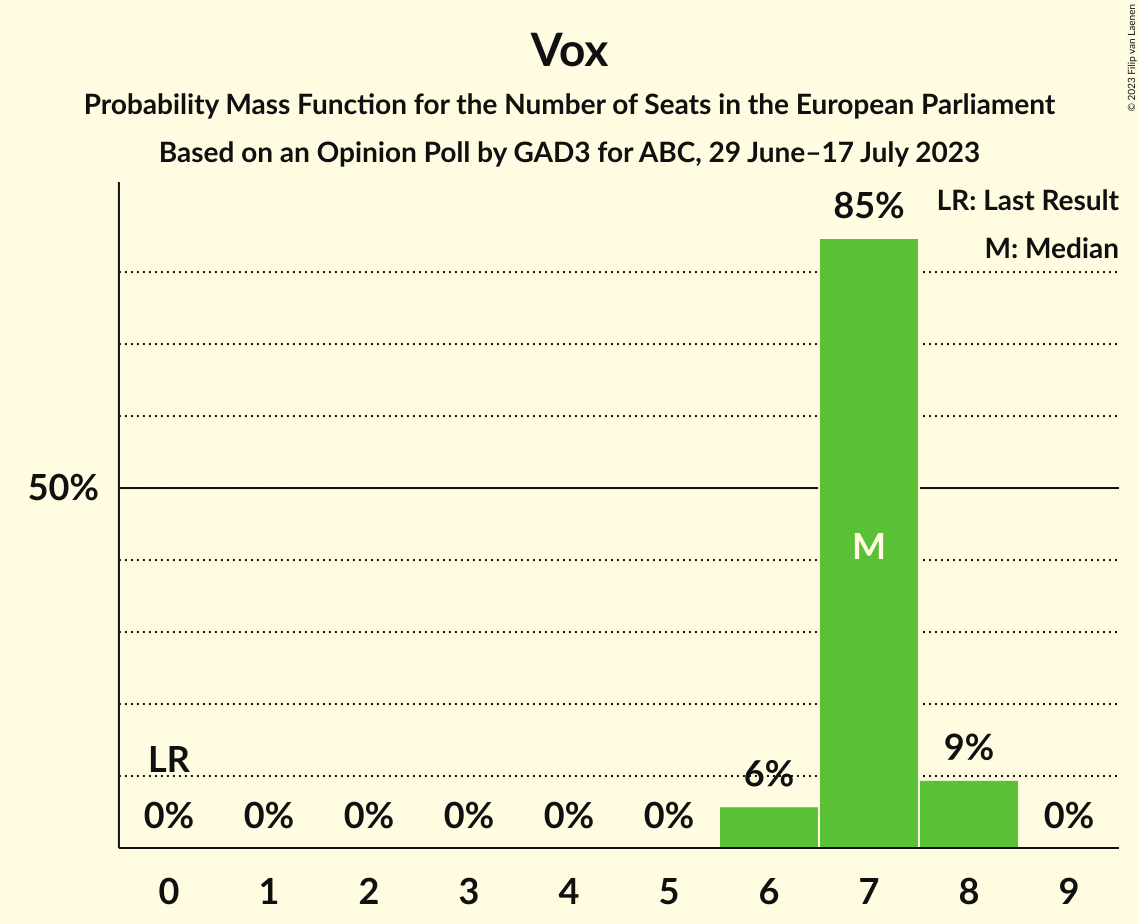 Vox
Probability Mass Function for the Number of Seats in the European Parliament
Based on an Opinion Poll by GAD3 for ABC, 29 June–17 July 2023
© 2023 Filip van Laenen
LR: Last Result
M: Median
85%
50%
M
LR
0% 0% 0% 0% 0% 0% 6% 9% 0%
0 1 2 3 4 5 6 7 8 9